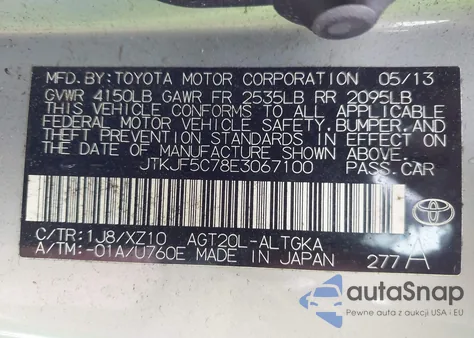 MFD.BY:TOYOTA MOTOR CORPORATION 05/13
GVWR 4150LB GAWR FR 2535LB RR 2095LB
THIS VEHICLE CONFORMS TO ALL APPLICABLE
FEDERAL MOTOR VEHICLE SAFETY, BUMPER, AND
THEFT PREVENTION STANDARDS IN EFFECT ON
THE DATE OF MANUFACTURE SHOWN ABOVE.
JTKJF5C78E3067100 PASS.CAR
C/TR:1J8/XZ10 AGT20L-ALTGKA
A/TM:-01A/U760E MADE IN JAPAN 277 A
TOYOTA
autoSnap
Pewne auta z aukcji USA i EU